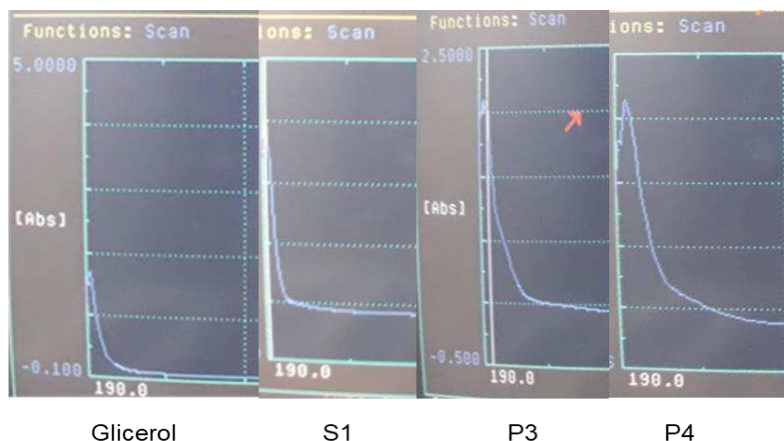 Functions: Scan
5.0000
[Abs]
-0.100
190.0
ions: Scan
190.0
Functions: Scan
2.5000
[Abs]
-0.500
190.0
ions: Scan
190.0
Glicerol
S1
P3
P4